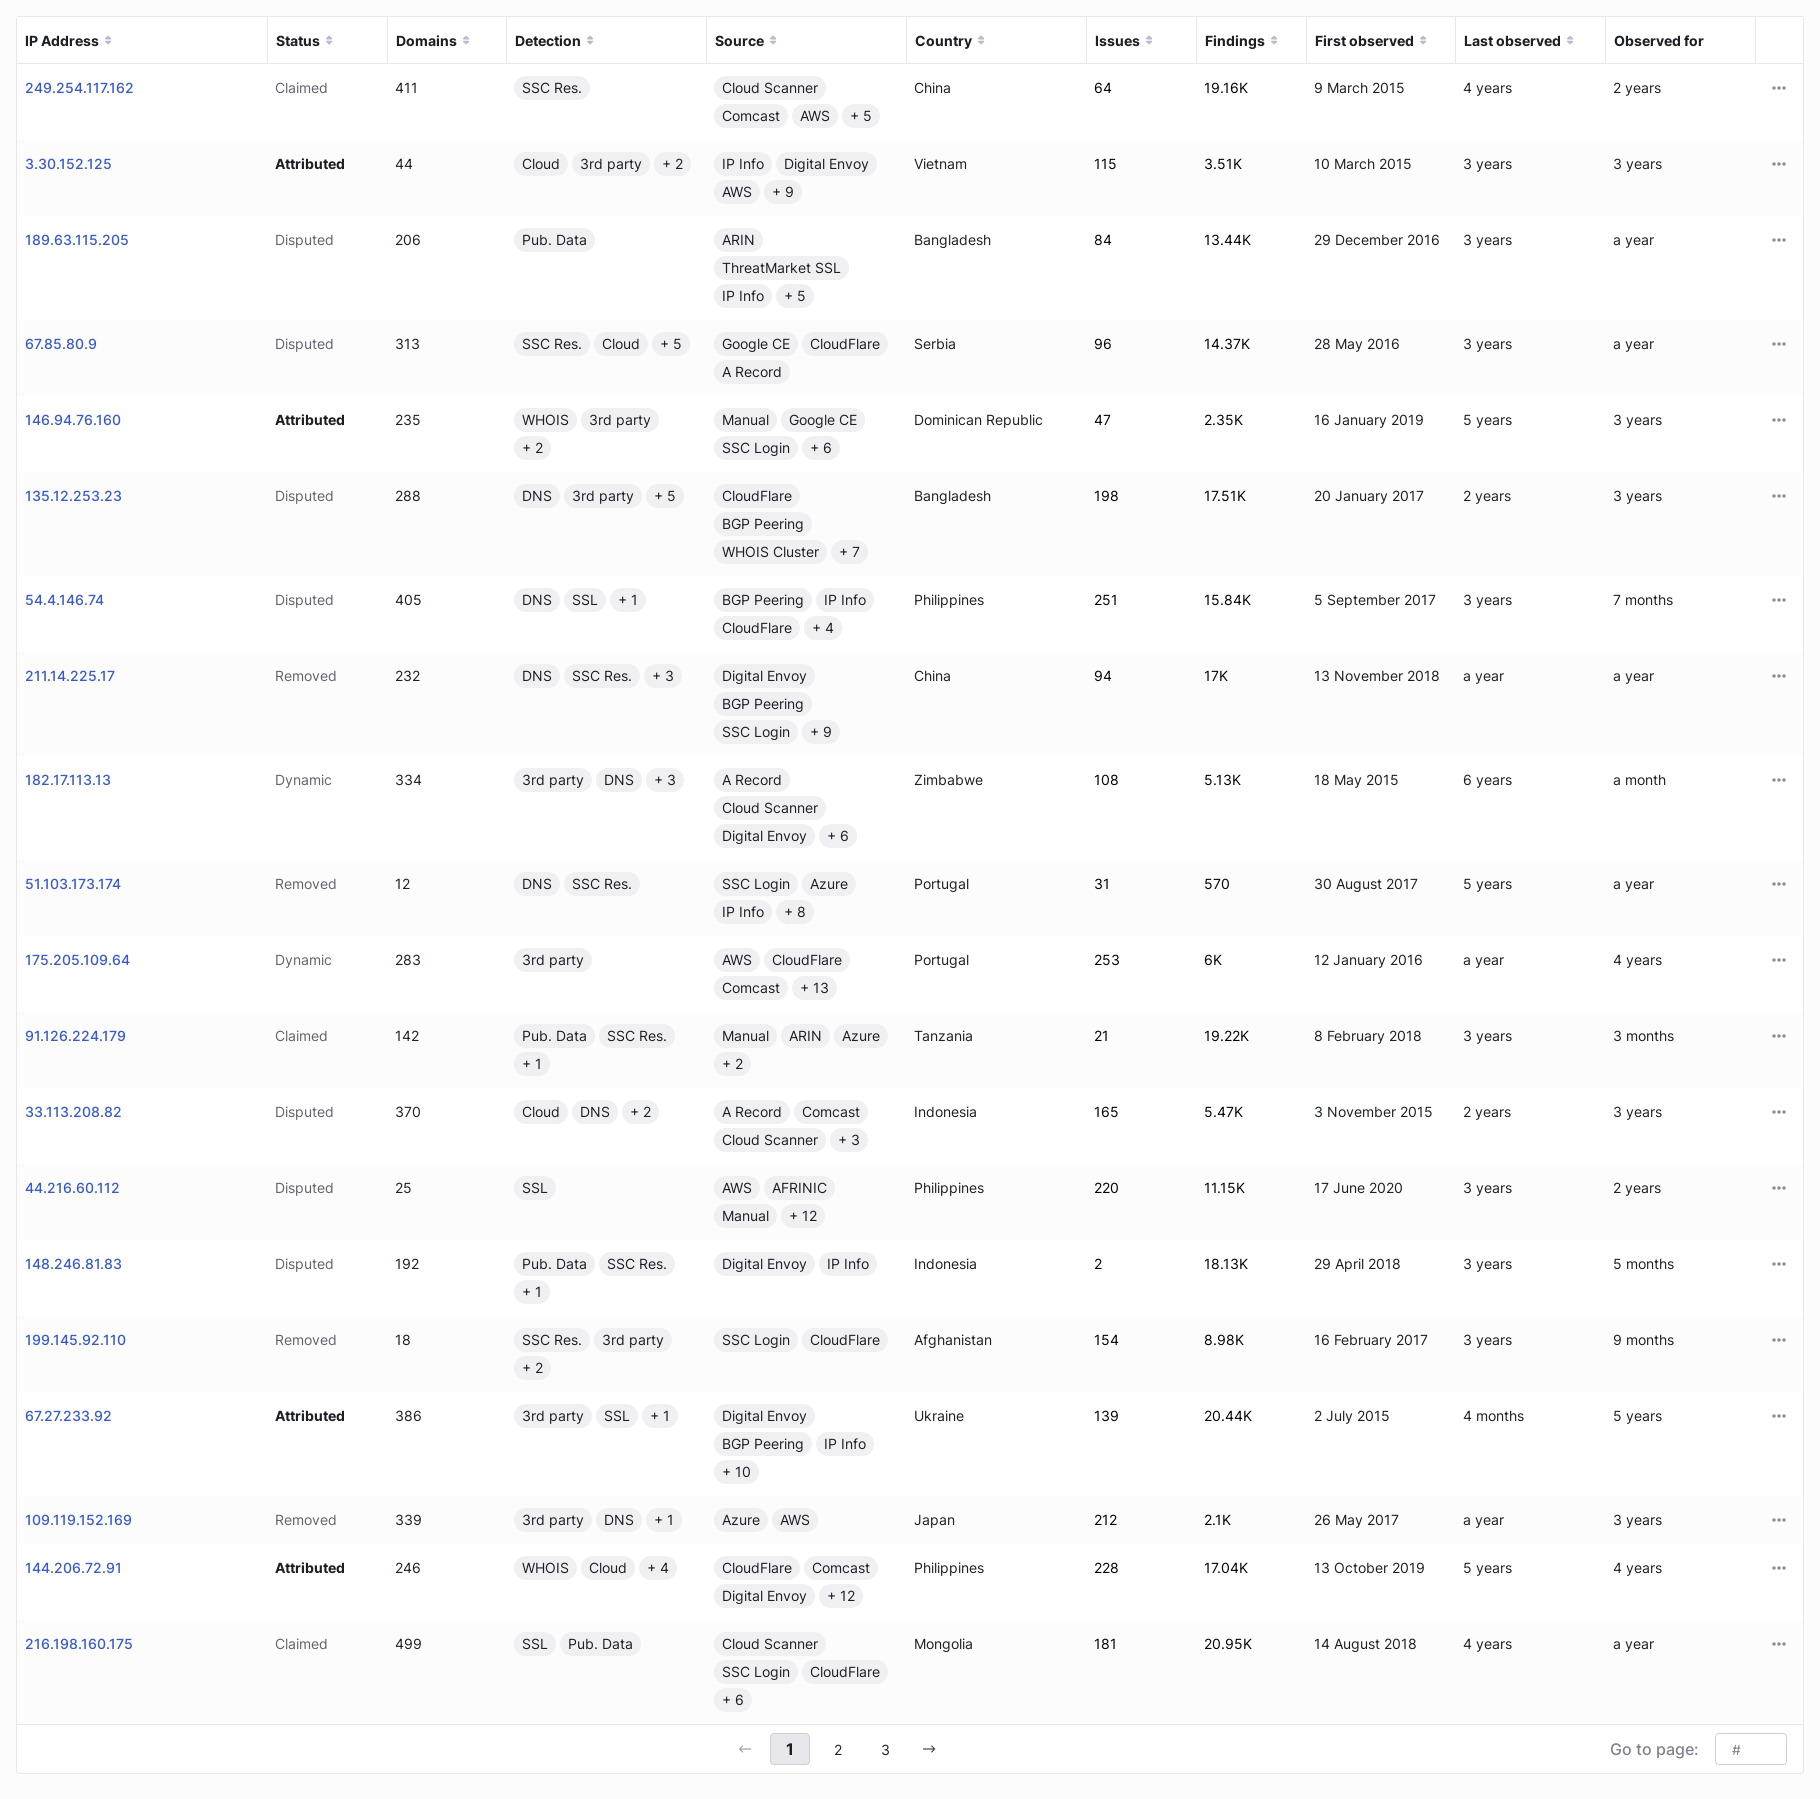 IP Address Status Domains Detection Source Country Issues Findings First observed Last observed Observed for
249.254.117.162 Claimed 411 SSC Res. Cloud Scanner China 64 19.16K 9 March 2015 4 years 2 years
Comcast AWS + 5
3.30.152.125 Attributed 44 Cloud 3rd party + 2 IP Info Digital Envoy Vietnam 115 3.51K 10 March 2015 3 years 3 years
AWS + 9
189.63.115.205 Disputed 206 Pub. Data ARIN Bangladesh 84 13.44K 29 December 2016 3 years a year
ThreatMarket SSL
IP Info + 5
67.85.80.9 Disputed 313 SSC Res. Cloud + 5 Google CE CloudFlare Serbia 96 14.37K 28 May 2016 3 years a year
A Record
146.94.76.160 Attributed 235 WHOIS 3rd party Manual Google CE Dominican Republic 47 2.35K 16 January 2019 5 years 3 years
+ 2 SSC Login + 6
135.12.253.23 Disputed 288 DNS 3rd party + 5 CloudFlare Bangladesh 198 17.51K 20 January 2017 2 years 3 years
BGP Peering
WHOIS Cluster + 7
54.4.146.74 Disputed 405 DNS SSL + 1 BGP Peering IP Info Philippines 251 15.84K 5 September 2017 3 years 7 months
CloudFlare + 4
211.14.225.17 Removed 232 DNS SSC Res. + 3 Digital Envoy China 94 17K 13 November 2018 a year a year
BGP Peering
SSC Login + 9
182.17.113.13 Dynamic 334 3rd party DNS + 3 A Record Zimbabwe 108 5.13K 18 May 2015 6 years a month
Cloud Scanner
Digital Envoy + 6
51.103.173.174 Removed 12 DNS SSC Res. SSC Login Azure Portugal 31 570 30 August 2017 5 years a year
IP Info + 8
175.205.109.64 Dynamic 283 3rd party AWS CloudFlare Portugal 253 6K 12 January 2016 a year 4 years
Comcast + 13
91.126.224.179 Claimed 142 Pub. Data SSC Res. Manual ARIN Azure Tanzania 21 19.22K 8 February 2018 3 years 3 months
+ 1 + 2
33.113.208.82 Disputed 370 Cloud DNS + 2 A Record Comcast Indonesia 165 5.47K 3 November 2015 2 years 3 years
Cloud Scanner + 3
44.216.60.112 Disputed 25 SSL AWS AFRINIC Philippines 220 11.15K 17 June 2020 3 years 2 years
Manual + 12
148.246.81.83 Disputed 192 Pub. Data SSC Res. Digital Envoy IP Info Indonesia 2 18.13K 29 April 2018 3 years 5 months
+ 1
199.145.92.110 Removed 18 SSC Res. 3rd party SSC Login CloudFlare Afghanistan 154 8.98K 16 February 2017 3 years 9 months
+ 2
67.27.233.92 Attributed 386 3rd party SSL + 1 Digital Envoy Ukraine 139 20.44K 2 July 2015 4 months 5 years
BGP Peering IP Info
+ 10
109.119.152.169 Removed 339 3rd party DNS + 1 Azure AWS Japan 212 2.1K 26 May 2017 a year 3 years
144.206.72.91 Attributed 246 WHOIS Cloud + 4 CloudFlare Comcast Philippines 228 17.04K 13 October 2019 5 years 4 years
Digital Envoy + 12
216.198.160.175 Claimed 499 SSL Pub. Data Cloud Scanner Mongolia 181 20.95K 14 August 2018 4 years a year
SSC Login CloudFlare
+ 6
← 1 2 3 → Go to page: #